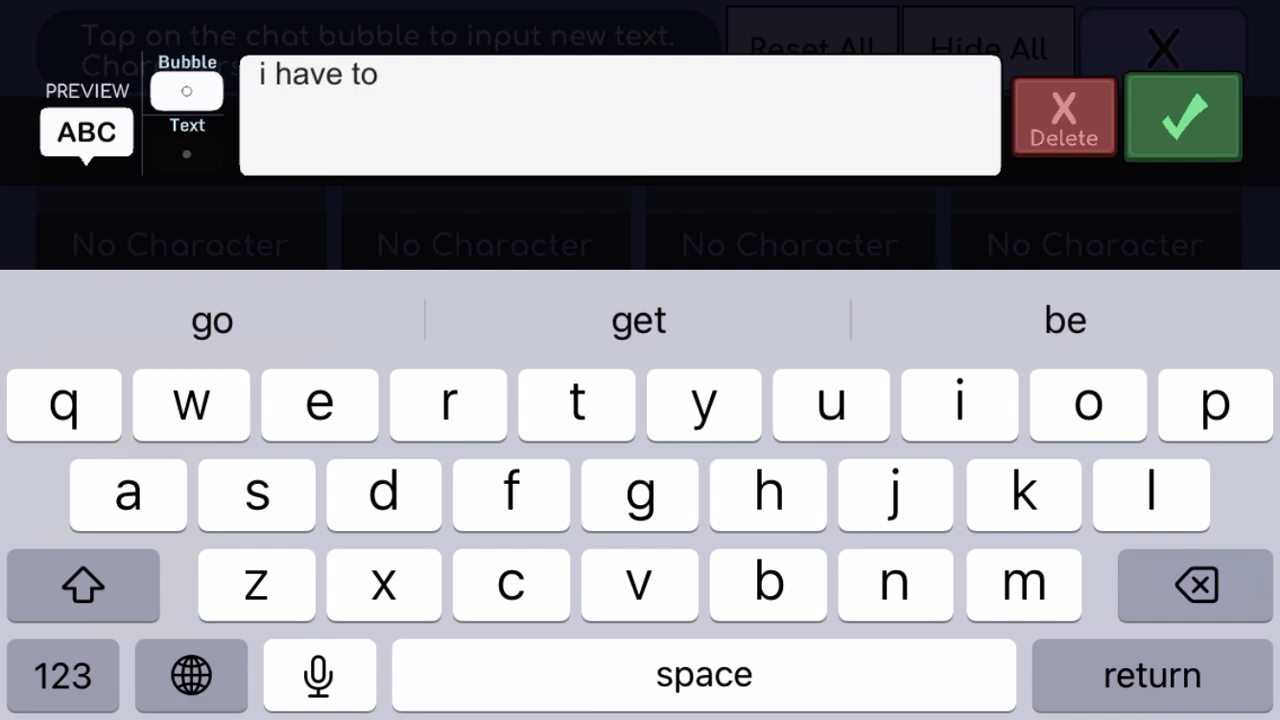 Tap on the chat bubble to input new text.
Reset All
Hide All
X
Bubble
PREVIEW
ABC
Text
i have to
X
Delete
No Character
No Character
No Character
No Character
go
get
be
q w e r t y u i o p
a s d f g h j k l
z x c v b n m
123
space
return